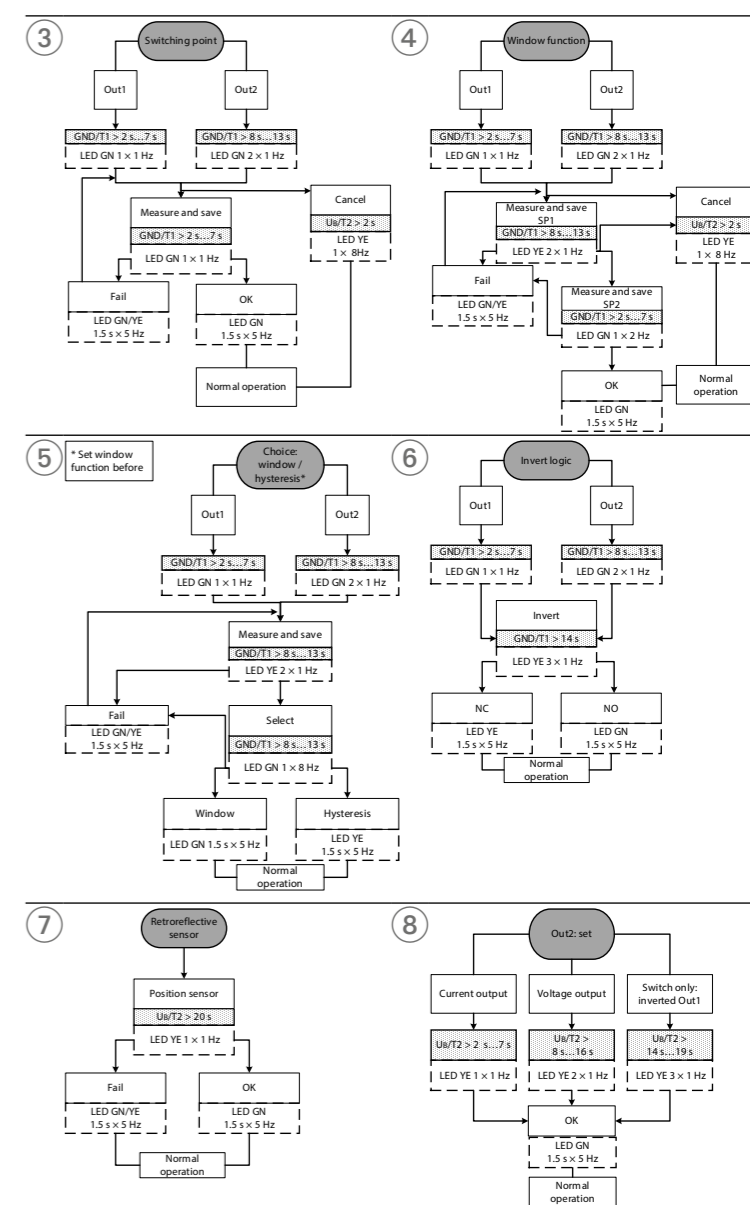 ③
Switching point
Out1
Out2
GND/T1 > 2 s…7 s
LED GN 1 × 1 Hz
GND/T1 > 8 s…13 s
LED GN 2 × 1 Hz
Measure and save
GND/T1 > 2 s…7 s
LED GN 1 × 1 Hz
Cancel
UB/T2 > 2 s
LED YE
1 × 8Hz
Fail
LED GN/YE
1.5 s × 5 Hz
OK
LED GN
1.5 s × 5 Hz
Normal operation
④
Window function
Out1
Out2
GND/T1 > 2 s…7 s
LED GN 1 × 1 Hz
GND/T1 > 8 s…13 s
LED GN 2 × 1 Hz
Measure and save
SP1
GND/T1 > 8 s…13 s
LED YE 2 × 1 Hz
Cancel
UB/T2 > 2 s
LED YE
1 × 8 Hz
Fail
LED GN/YE
1.5 s × 5 Hz
Measure and save
SP2
GND/T1 > 2 s…7 s
LED GN 1 × 2 Hz
OK
LED GN
1.5 s × 5 Hz
Normal
operation
⑤
* Set window
function before
Choice:
window /
hysteresis*
Out1
Out2
GND/T1 > 2 s…7 s
LED GN 1 × 1 Hz
GND/T1 > 8 s…13 s
LED GN 2 × 1 Hz
Measure and save
GND/T1 > 8 s…13 s
LED YE 2 × 1 Hz
Fail
LED GN/YE
1.5 s × 5 Hz
Select
GND/T1 > 8 s…13 s
LED GN 1 × 8 Hz
Window
LED GN 1.5 s × 5 Hz
Hysteresis
LED YE
1.5 s × 5 Hz
Normal
operation
⑥
Invert logic
Out1
Out2
GND/T1 > 2 s…7 s
LED GN 1 × 1 Hz
GND/T1 > 8 s…13 s
LED GN 2 × 1 Hz
Invert
GND/T1 > 14 s
LED YE 3 × 1 Hz
NC
LED YE
1.5 s × 5 Hz
NO
LED GN
1.5 s × 5 Hz
Normal
operation
⑦
Retroreflective
sensor
Position sensor
UB/T2 > 20 s
LED YE 1 × 1 Hz
Fail
LED GN/YE
1.5 s × 5 Hz
OK
LED GN
1.5 s × 5 Hz
Normal
operation
⑧
Out2: set
Current output
Voltage output
Switch only:
inverted Out1
UB/T2 > 2 s…7 s
LED YE 1 × 1 Hz
UB/T2 >
8 s…16 s
LED YE 2 × 1 Hz
UB/T2 >
14 s…19 s
LED YE 3 × 1 Hz
OK
LED GN
1.5 s × 5 Hz
Normal
operation